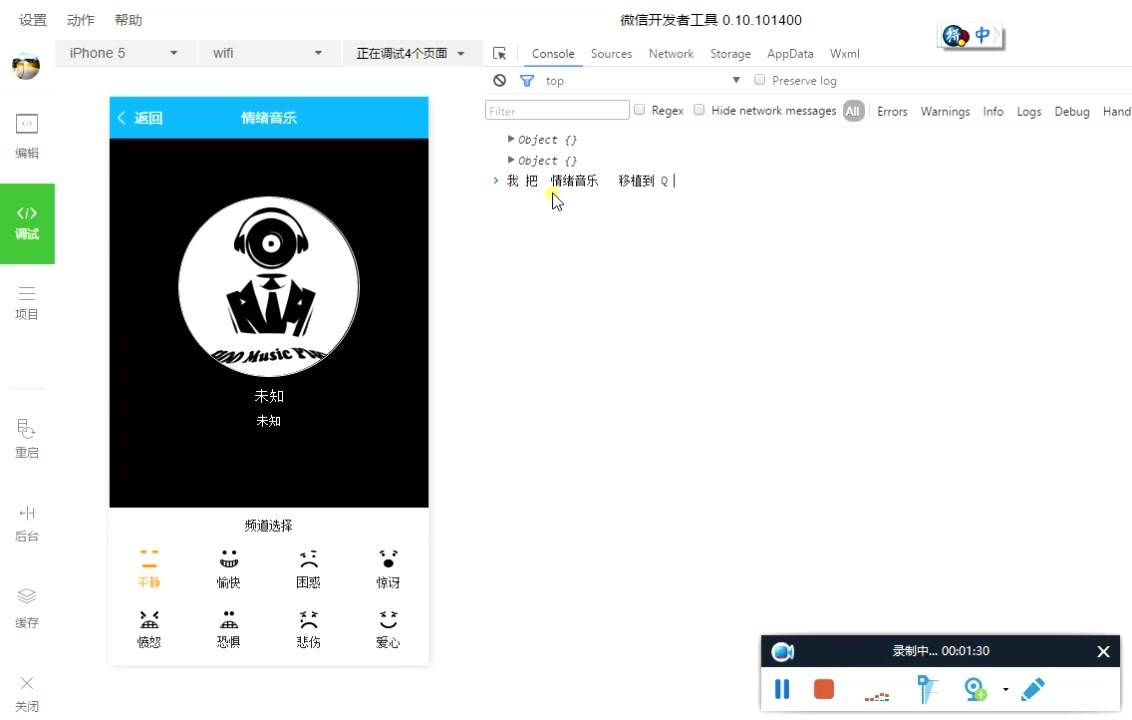 设置 动作 帮助 微信开发者工具 0.10.101400
中
iPhone 5 wifi 正在调试4个页面 Console Sources Network Storage AppData Wxml
top Preserve log
Filter Regex Hide network messages All Errors Warnings Info Logs Debug Hand
返回 情绪音乐
Object {}
Object {}
我 把 情绪音乐 移植到 Q
编辑
调试
项目
重启
后台
缓存
关闭
Music
未知
未知
频道选择
平静 愉快 困惑 惊讶
愤怒 恐惧 悲伤 爱心
录制中... 00:01:30